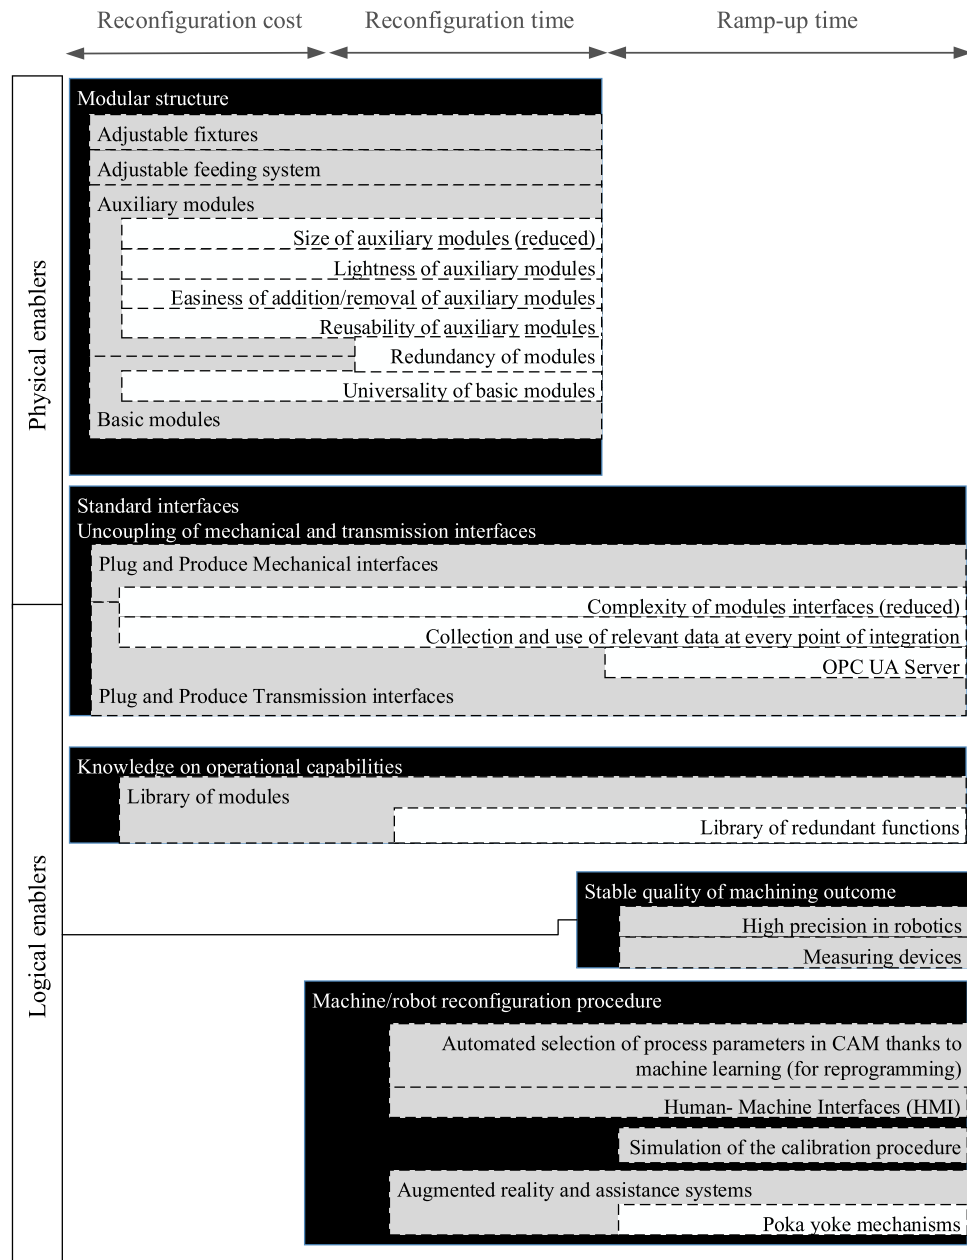 Reconfiguration cost
Reconfiguration time
Ramp-up time
Physical enablers
Modular structure
Adjustable fixtures
Adjustable feeding system
Auxiliary modules
Size of auxiliary modules (reduced)
Lightness of auxiliary modules
Easiness of addition/removal of auxiliary modules
Reusability of auxiliary modules
Redundancy of modules
Universality of basic modules
Basic modules
Standard interfaces
Uncoupling of mechanical and transmission interfaces
Plug and Produce Mechanical interfaces
Complexity of modules interfaces (reduced)
Collection and use of relevant data at every point of integration
OPC UA Server
Plug and Produce Transmission interfaces
Logical enablers
Knowledge on operational capabilities
Library of modules
Library of redundant functions
Stable quality of machining outcome
High precision in robotics
Measuring devices
Machine/robot reconfiguration procedure
Automated selection of process parameters in CAM thanks to
machine learning (for reprogramming)
Human- Machine Interfaces (HMI)
Simulation of the calibration procedure
Augmented reality and assistance systems
Poka yoke mechanisms